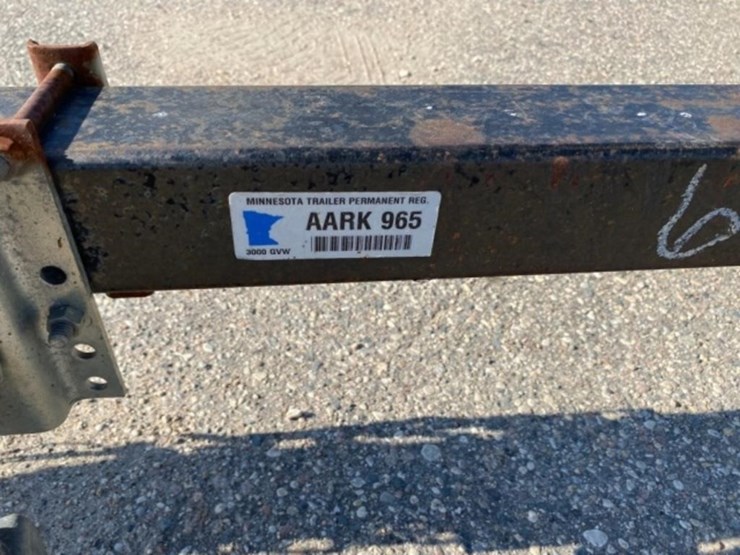 MINNESOTA TRAILER PERMANENT REG.
AARK 965
3000 GVW
6